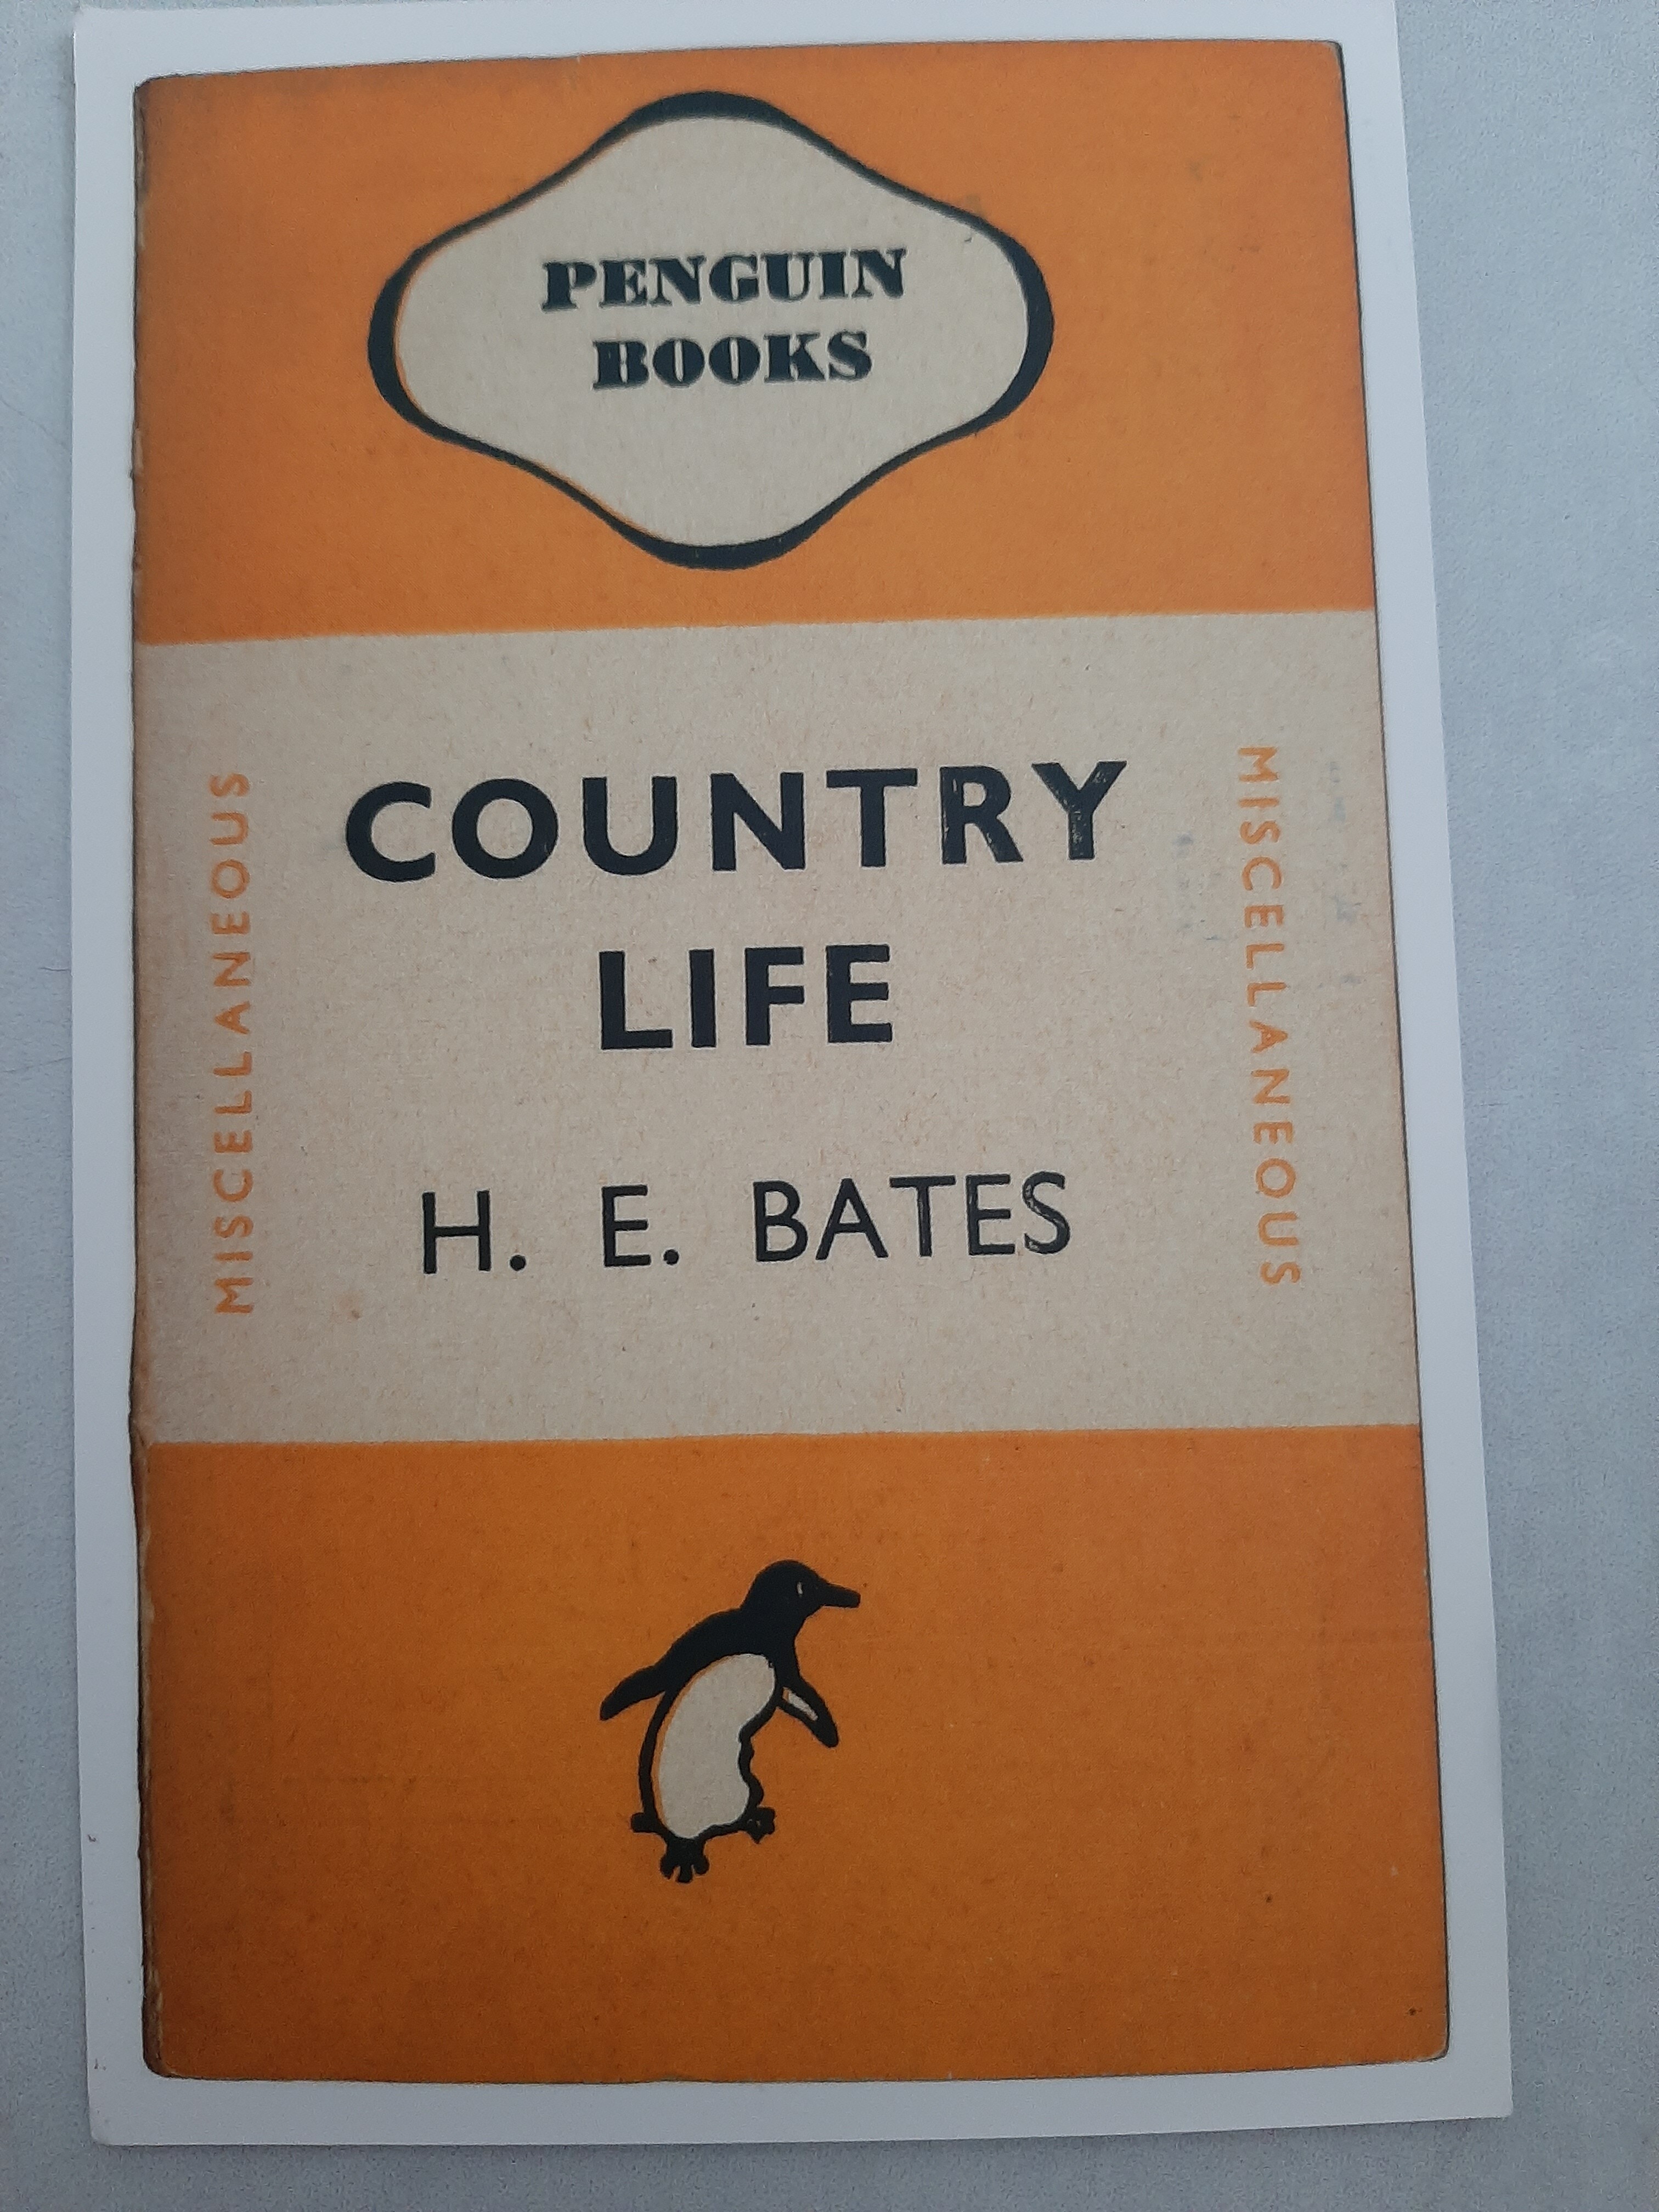 PENGUIN
BOOKS
MISCELLANEOUS
COUNTRY
LIFE
H. E. BATES
MISCELLANEOUS